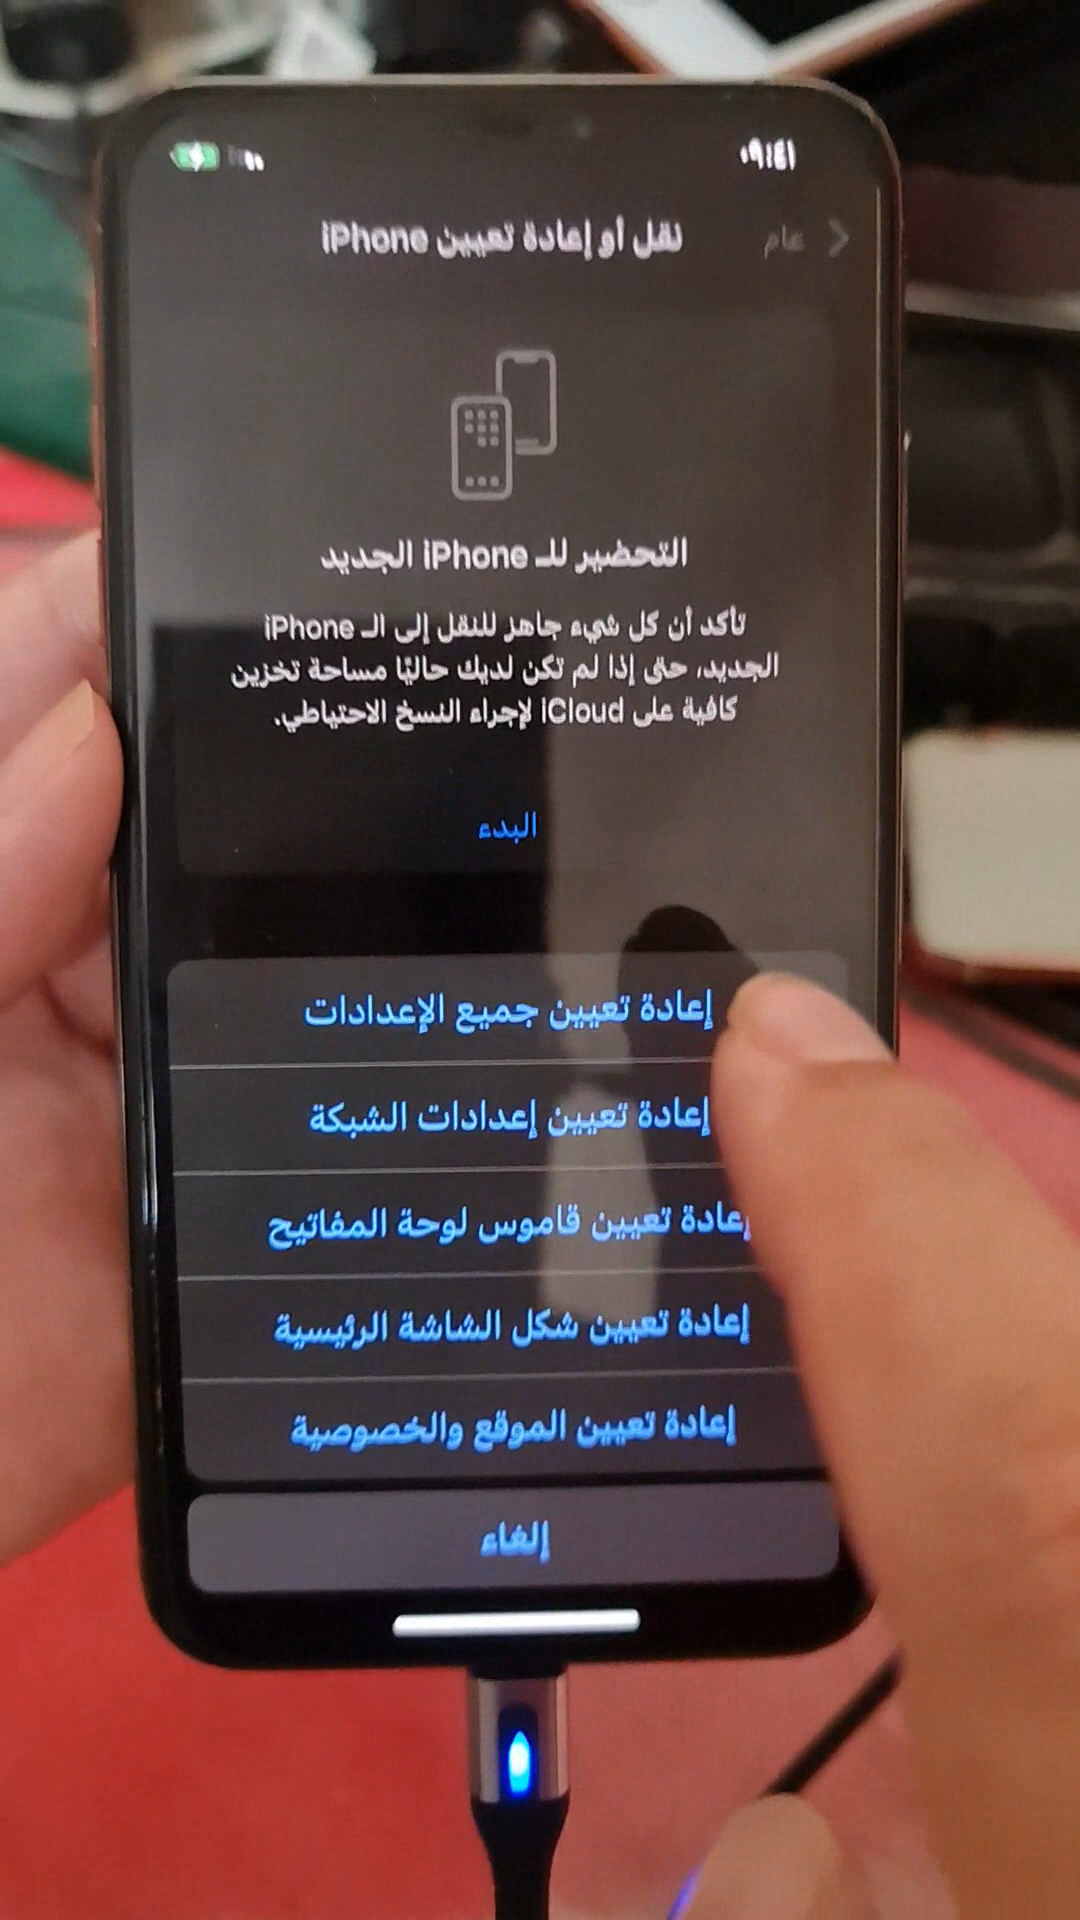 ٠٩:٤١
عام
نقل أو إعادة تعيين iPhone
التحضير للـ iPhone الجديد
تأكد أن كل شيء جاهز للنقل إلى الـ iPhone
الجديد، حتى إذا لم تكن لديك حاليًا مساحة تخزين
كافية على iCloud لإجراء النسخ الاحتياطي.
البدء
إعادة تعيين جميع الإعدادات
إعادة تعيين إعدادات الشبكة
إعادة تعيين قاموس لوحة المفاتيح
إعادة تعيين شكل الشاشة الرئيسية
إعادة تعيين الموقع والخصوصية
إلغاء